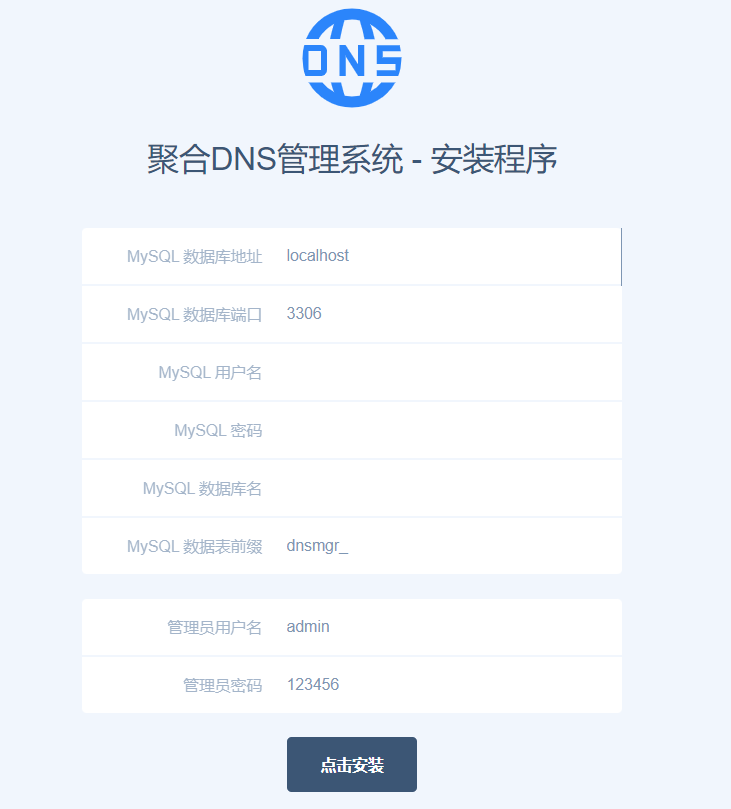 DNS
聚合DNS管理系统 - 安装程序
MySQL 数据库地址 localhost
MySQL 数据库端口 3306
MySQL 用户名
MySQL 密码
MySQL 数据库名
MySQL 数据表前缀 dnsmgr_
管理员用户名 admin
管理员密码 123456
点击安装